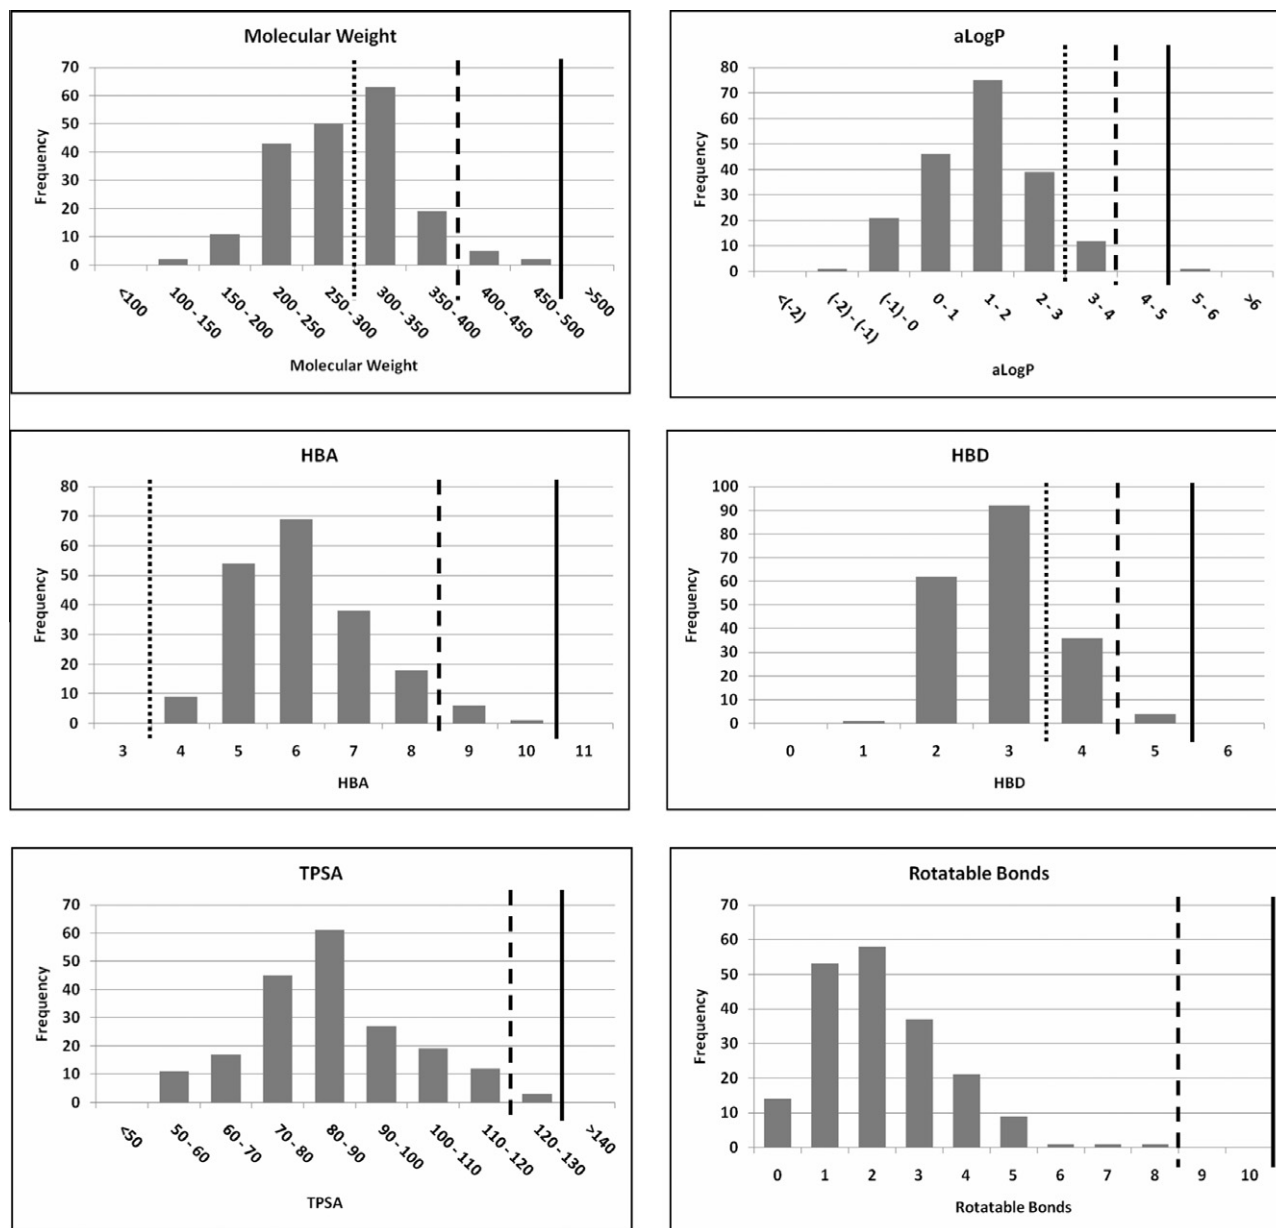 Molecular Weight
70
60
50
40
30
20
10
0
Frequency
<100
100 - 150
150 - 200
200 - 250
250 - 300
300 - 350
350 - 400
400 - 450
450 - 500
>500
Molecular Weight
aLogP
80
70
60
50
40
30
20
10
0
Frequency
<(-2)
(-2) - (-1)
(-1) - 0
0 - 1
1 - 2
2 - 3
3 - 4
4 - 5
5 - 6
>6
aLogP
HBA
80
70
60
50
40
30
20
10
0
Frequency
3 4 5 6 7 8 9 10 11
HBA
HBD
100
90
80
70
60
50
40
30
20
10
0
Frequency
0 1 2 3 4 5 6
HBD
TPSA
70
60
50
40
30
20
10
0
Frequency
<50
50 - 60
60 - 70
70 - 80
80 - 90
90 - 100
100 - 110
110 - 120
120 - 130
>140
TPSA
Rotatable Bonds
70
60
50
40
30
20
10
0
Frequency
0 1 2 3 4 5 6 7 8 9 10
Rotatable Bonds